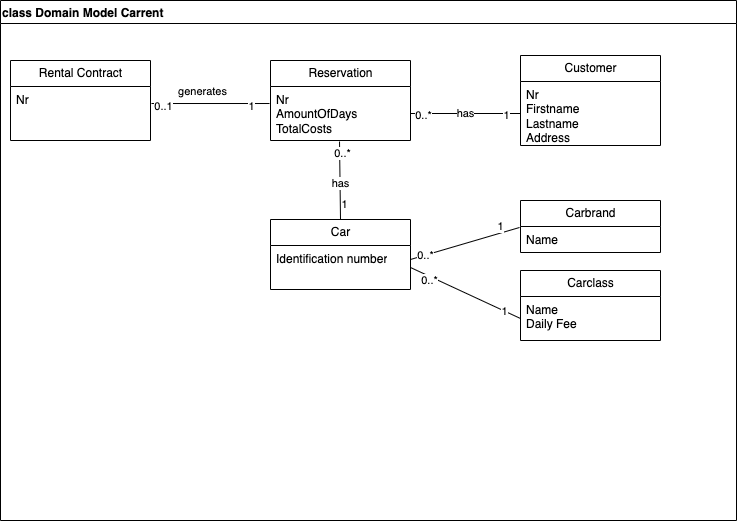 class Domain Model Carrent
Rental Contract
Nr
generates
0..1
1
Reservation
Nr
AmountOfDays
TotalCosts
0..*
has
1
Customer
Nr
Firstname
Lastname
Address
0..*
has
1
Car
Identification number
0..*
1
Carbrand
Name
0..*
1
Carclass
Name
Daily Fee